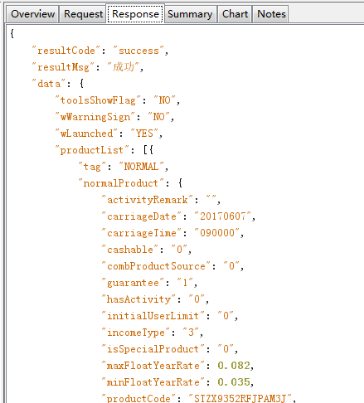 Overview Request Response Summary Chart Notes
{
"resultCode": "success",
"resultMsg": "成功",
"data": {
"toolsShowFlag": "NO",
"wWarningSign": "NO",
"wLaunched": "YES",
"productList": [{
"tag": "NORMAL",
"normalProduct": {
"activityRemark": "",
"carriageDate": "20170607",
"carriageTime": "090000",
"cashable": "0",
"combProductSource": "0",
"guarantee": "1",
"hasActivity": "0",
"initialUserLimit": "0",
"incomeType": "3",
"isSpecialProduct": "0",
"maxFloatYearRate": 0.082,
"minFloatYearRate": 0.035,
"productCode": "SIZX9352RFJPAM3J",